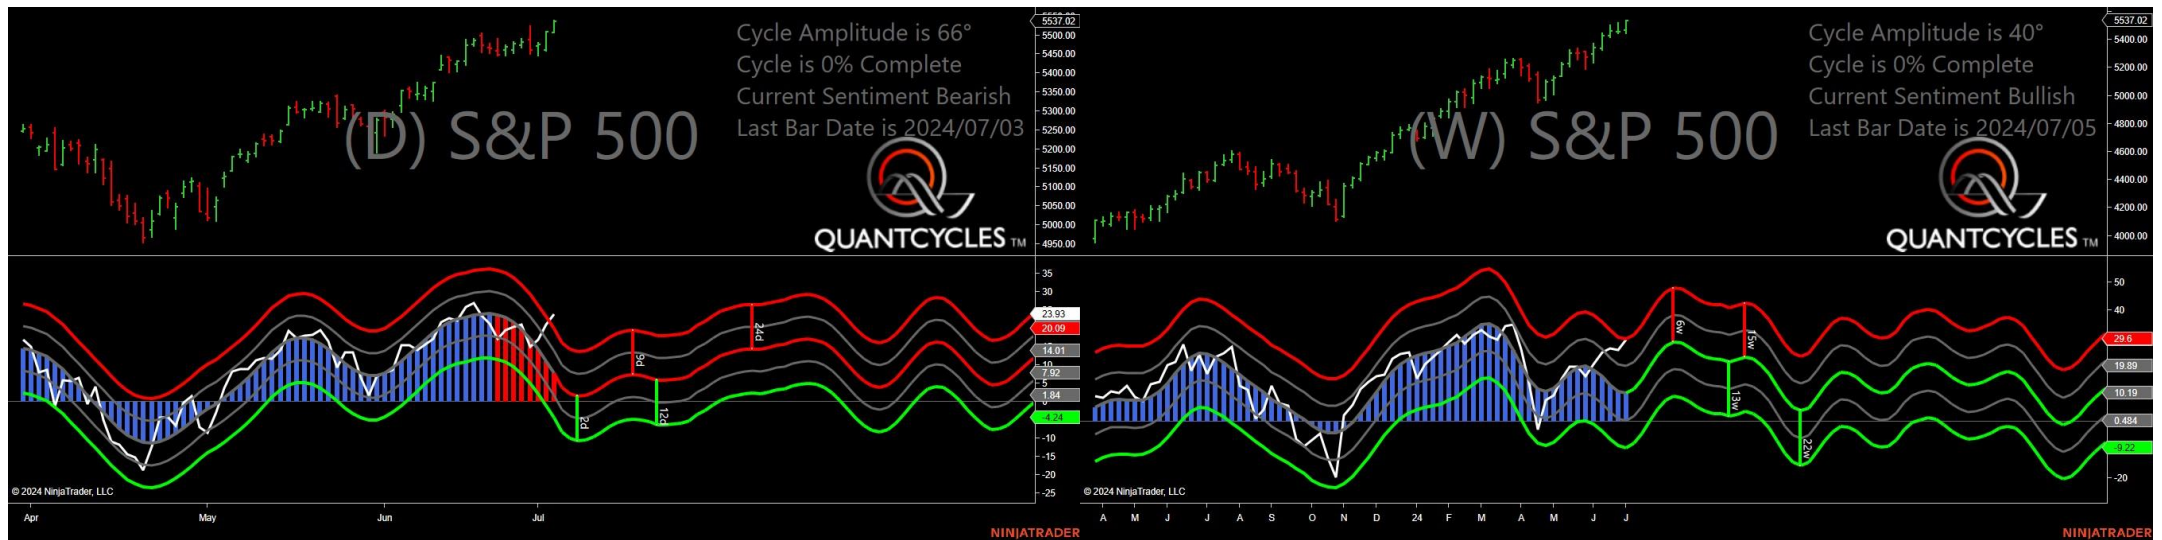 Cycle Amplitude is 66°
Cycle is 0% Complete
Current Sentiment Bearish
Last Bar Date is 2024/07/03
(D) S&P 500
QUANTCYCLES TM
5537.02
5500.00
5450.00
5400.00
5350.00
5300.00
5250.00
5200.00
5150.00
5100.00
5050.00
5000.00
4950.00
35
30
23.93
20.09
14.01
7.92
5
1.84
-4.24
-10
-15
-20
-25
2d
9d
12d
24d
© 2024 NinjaTrader, LLC
Apr May Jun Jul
NINJATRADER
Cycle Amplitude is 40°
Cycle is 0% Complete
Current Sentiment Bullish
Last Bar Date is 2024/07/05
(W) S&P 500
QUANTCYCLES TM
5537.02
5400.00
5200.00
5000.00
4800.00
4600.00
4400.00
4200.00
4000.00
50
40
29.6
19.89
10.19
0.484
-9.22
-20
6w
13w
15w
22w
© 2024 NinjaTrader, LLC
A M J J A S O N D 24 F M A M J J
NINJATRADER